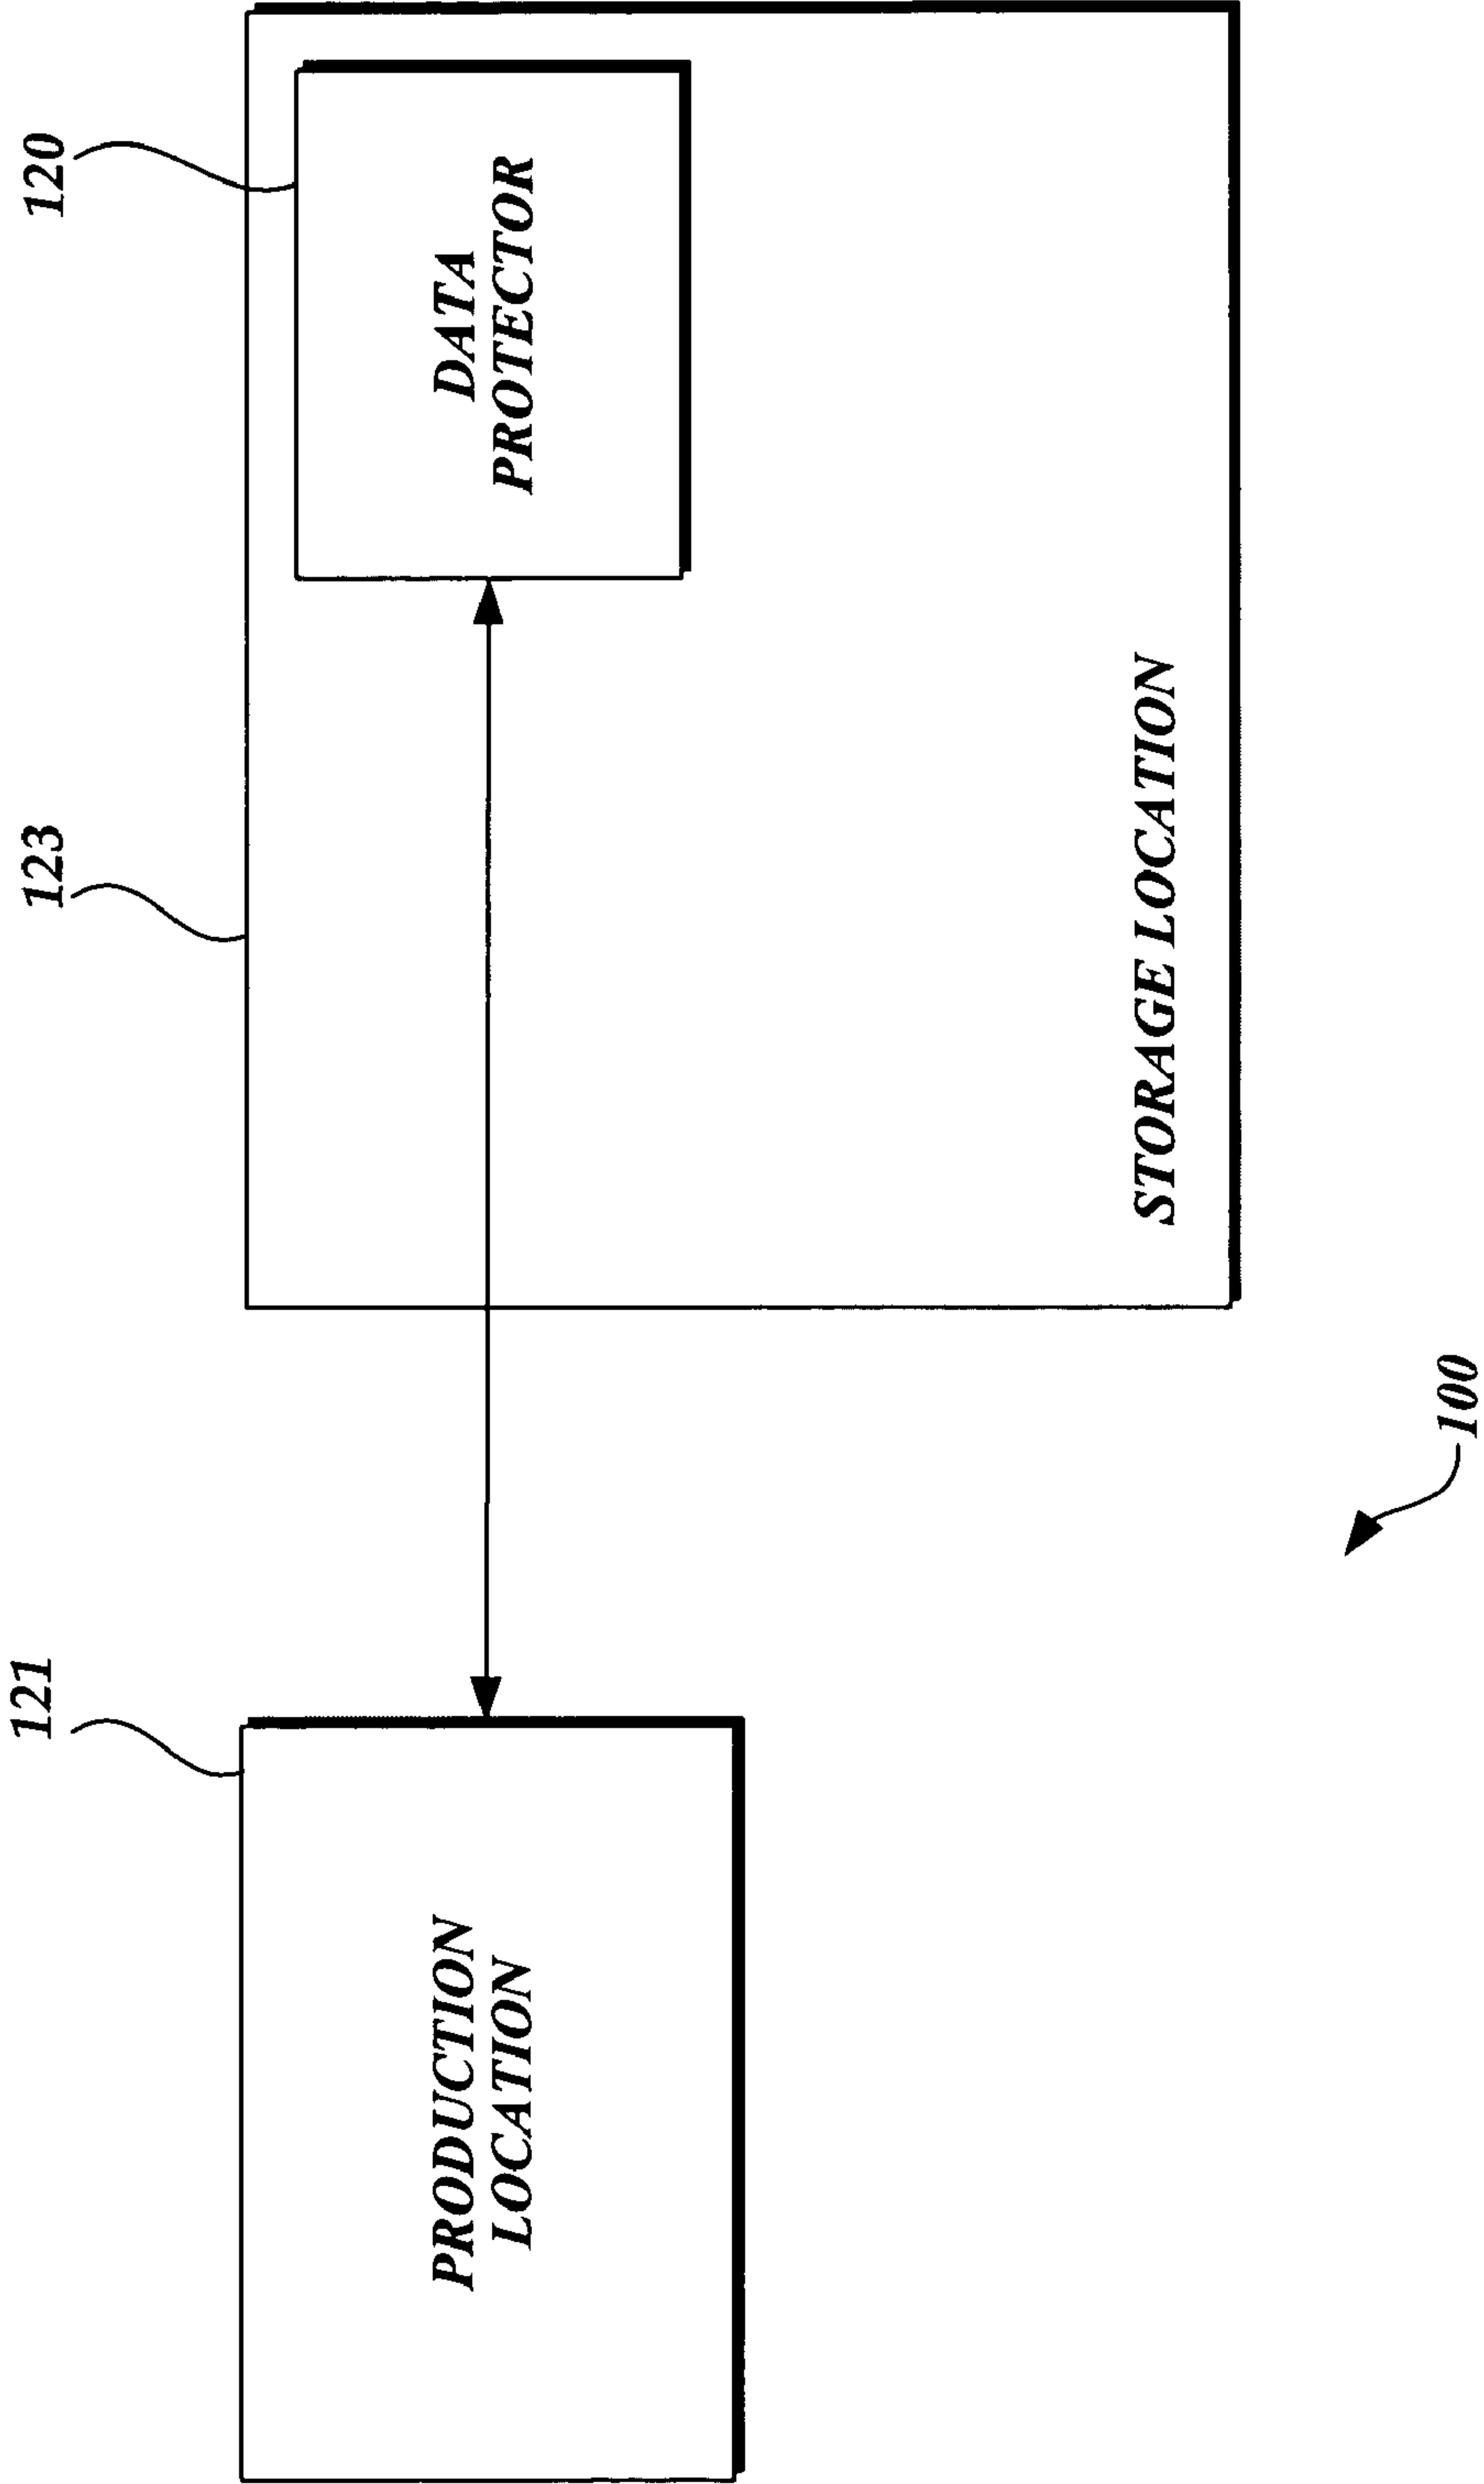 121
123
120
PRODUCTION
LOCATION
DATA
PROTECTOR
STORAGE LOCATION
100